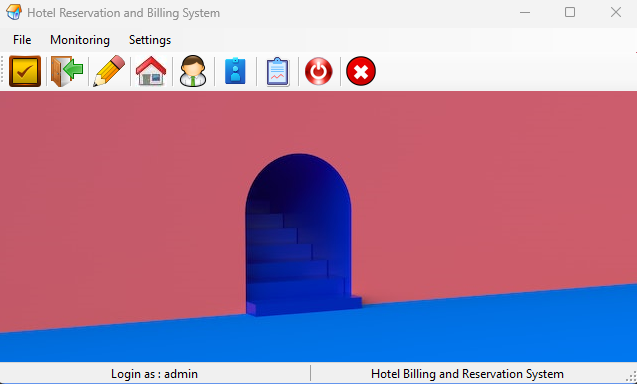 Hotel Reservation and Billing System
File Monitoring Settings
Login as : admin Hotel Billing and Reservation System